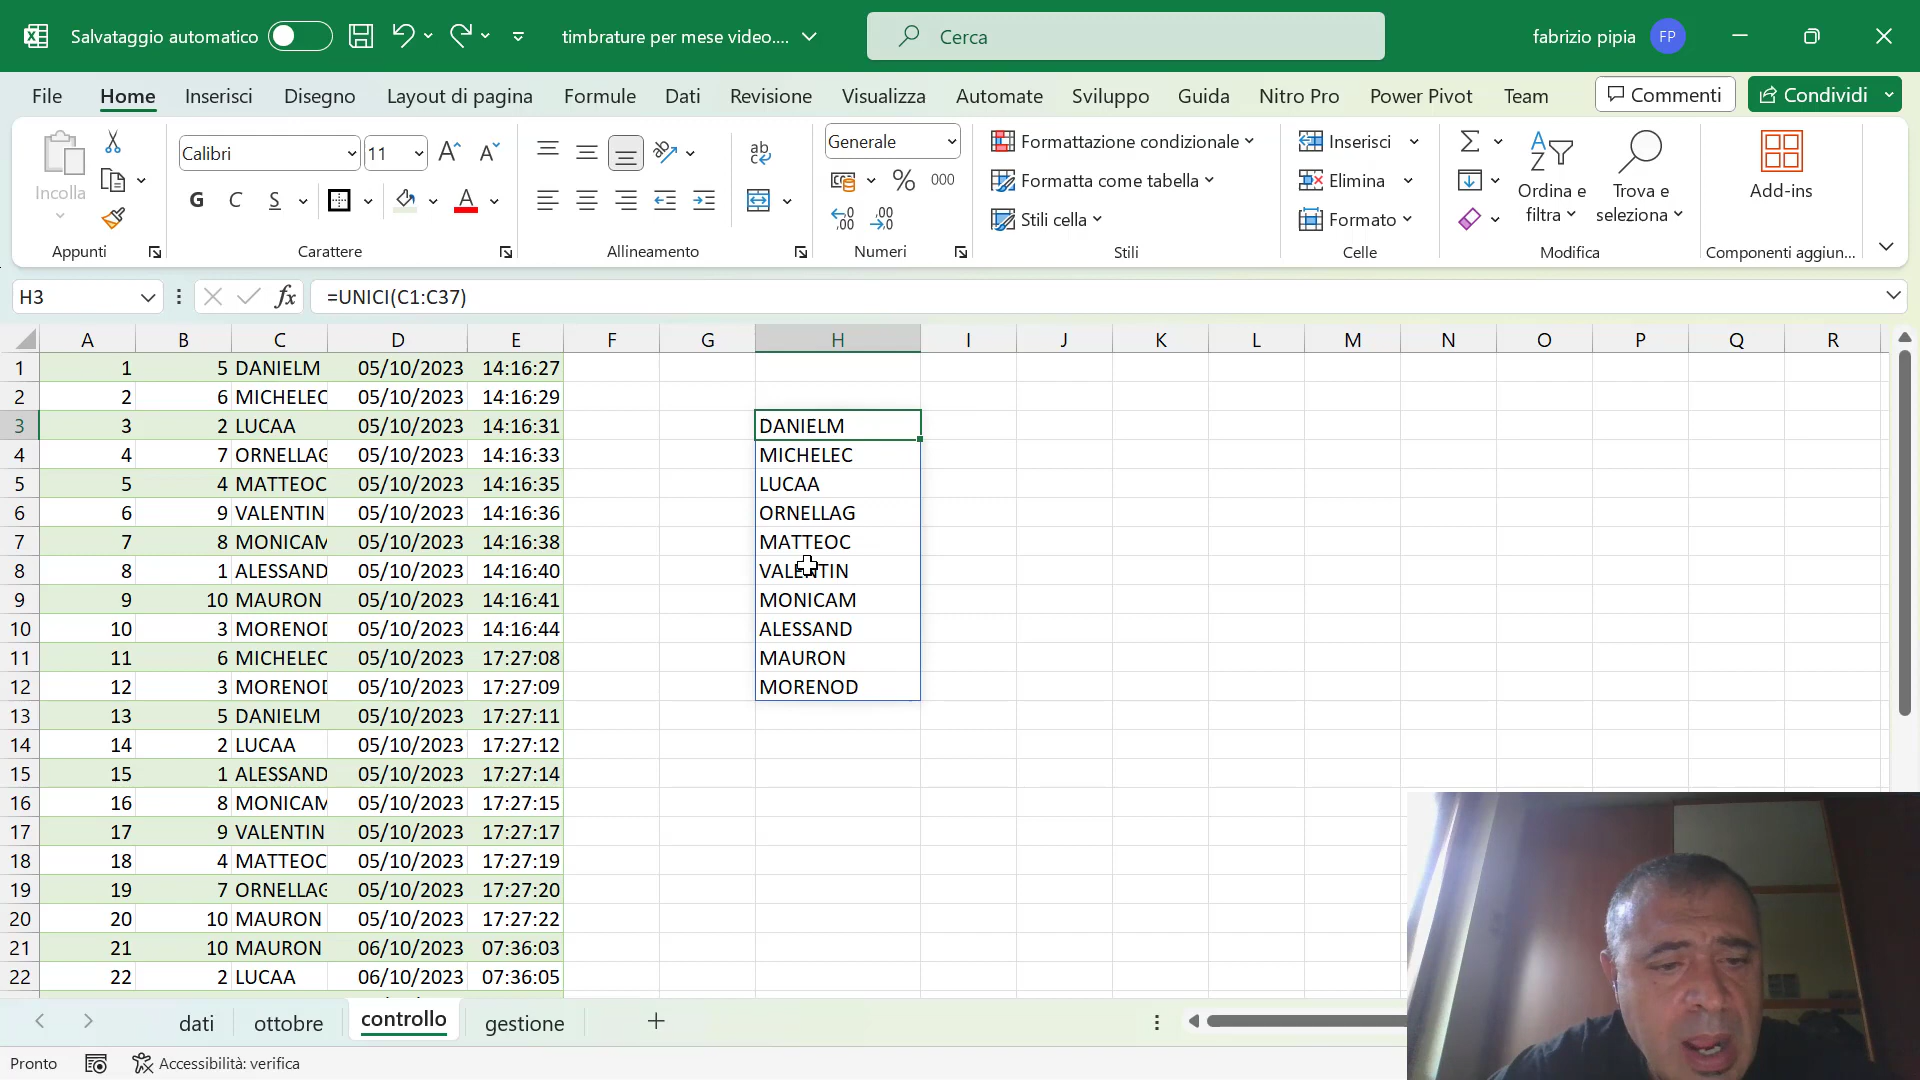 Salvataggio automatico
timbrature per mese video....
Cerca
fabrizio pipia FP
File Home Inserisci Disegno Layout di pagina Formule Dati Revisione Visualizza Automate Sviluppo Guida Nitro Pro Power Pivot Team Commenti Condividi
Incolla
Appunti
Calibri 11
G C S
Carattere
ab
Allineamento
Generale
% 000
Numeri
Formattazione condizionale
Formatta come tabella
Stili cella
Stili
Inserisci
Elimina
Formato
Celle
Ordina e filtra
Trova e seleziona
Modifica
Add-ins
Componenti aggiun...
H3 fx =UNICI(C1:C37)
A B C D E F G H I J K L M N O P Q R
1 1 5 DANIELM 05/10/2023 14:16:27
2 2 6 MICHELEC 05/10/2023 14:16:29
3 3 2 LUCAA 05/10/2023 14:16:31 DANIELM
4 4 7 ORNELLAG 05/10/2023 14:16:33 MICHELEC
5 5 4 MATTEOC 05/10/2023 14:16:35 LUCAA
6 6 9 VALENTIN 05/10/2023 14:16:36 ORNELLAG
7 7 8 MONICAM 05/10/2023 14:16:38 MATTEOC
8 8 1 ALESSAND 05/10/2023 14:16:40 VALENTIN
9 9 10 MAURON 05/10/2023 14:16:41 MONICAM
10 10 3 MORENOD 05/10/2023 14:16:44 ALESSAND
11 11 6 MICHELEC 05/10/2023 17:27:08 MAURON
12 12 3 MORENOD 05/10/2023 17:27:09 MORENOD
13 13 5 DANIELM 05/10/2023 17:27:11
14 14 2 LUCAA 05/10/2023 17:27:12
15 15 1 ALESSAND 05/10/2023 17:27:14
16 16 8 MONICAM 05/10/2023 17:27:15
17 17 9 VALENTIN 05/10/2023 17:27:17
18 18 4 MATTEOC 05/10/2023 17:27:19
19 19 7 ORNELLAG 05/10/2023 17:27:20
20 20 10 MAURON 05/10/2023 17:27:22
21 21 10 MAURON 06/10/2023 07:36:03
22 22 2 LUCAA 06/10/2023 07:36:05
dati ottobre controllo gestione
Pronto Accessibilità: verifica